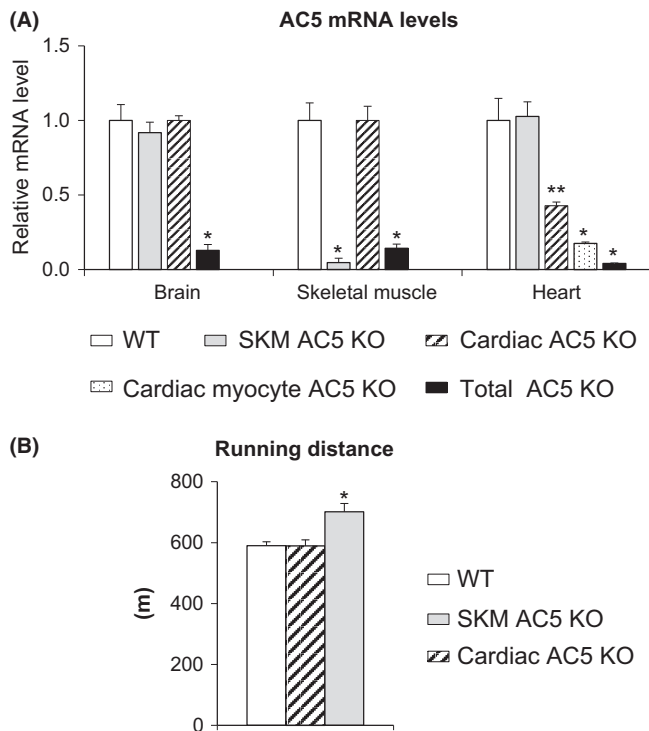 (A)
AC5 mRNA levels
Relative mRNA level
1.5
1.0
0.5
0.0
*
*
*
**
*
*
Brain
Skeletal muscle
Heart
WT
SKM AC5 KO
Cardiac AC5 KO
Cardiac myocyte AC5 KO
Total AC5 KO
(B)
Running distance
(m)
800
600
400
200
0
*
WT
SKM AC5 KO
Cardiac AC5 KO